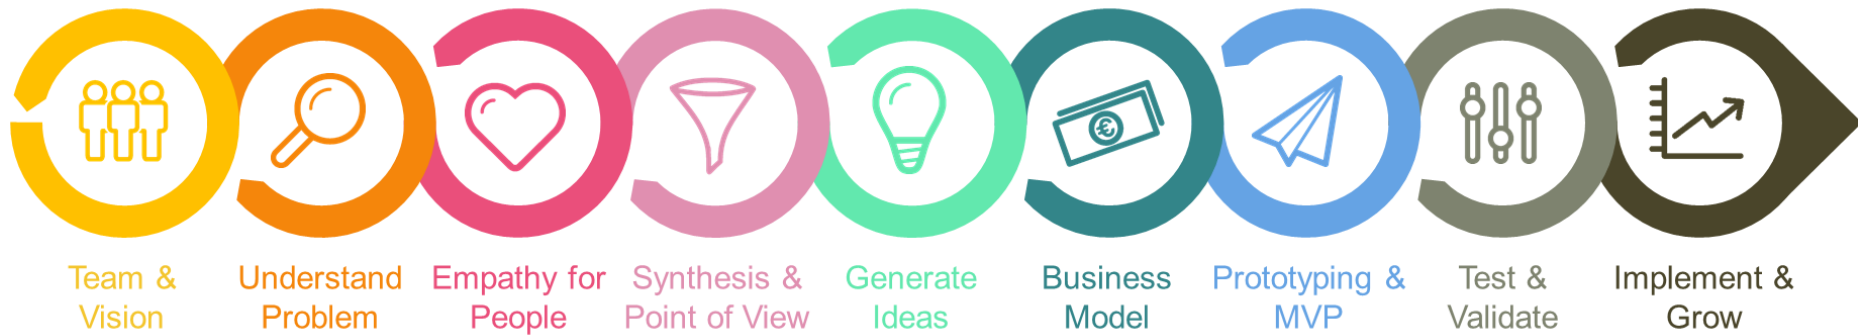 €
Team &
Vision
Understand
Problem
Empathy for
People
Synthesis &
Point of View
Generate
Ideas
Business
Model
Prototyping &
MVP
Test &
Validate
Implement &
Grow